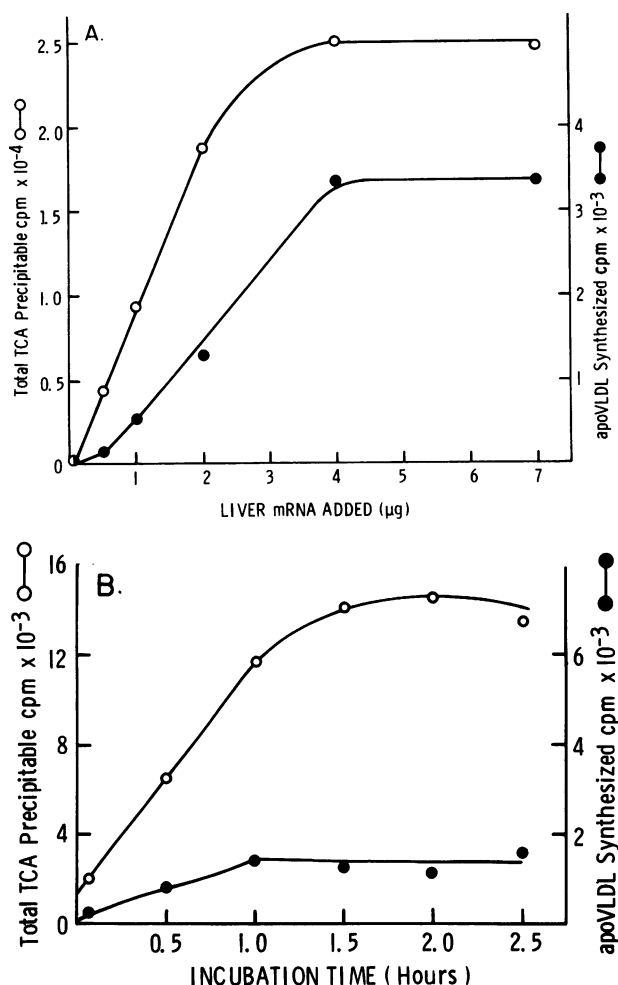 A.
Total TCA Precipitable cpm x 10-4
2.5
2.0
1.5
1.0
0.5
0
4
3
2
1
apoVLDL Synthesized cpm x 10-3
1 2 3 4 5 6 7
LIVER mRNA ADDED (µg)
B.
Total TCA Precipitable cpm x 10-3
16
12
8
4
0
6
4
2
apoVLDL Synthesized cpm x 10-3
0.5 1.0 1.5 2.0 2.5
INCUBATION TIME (Hours)